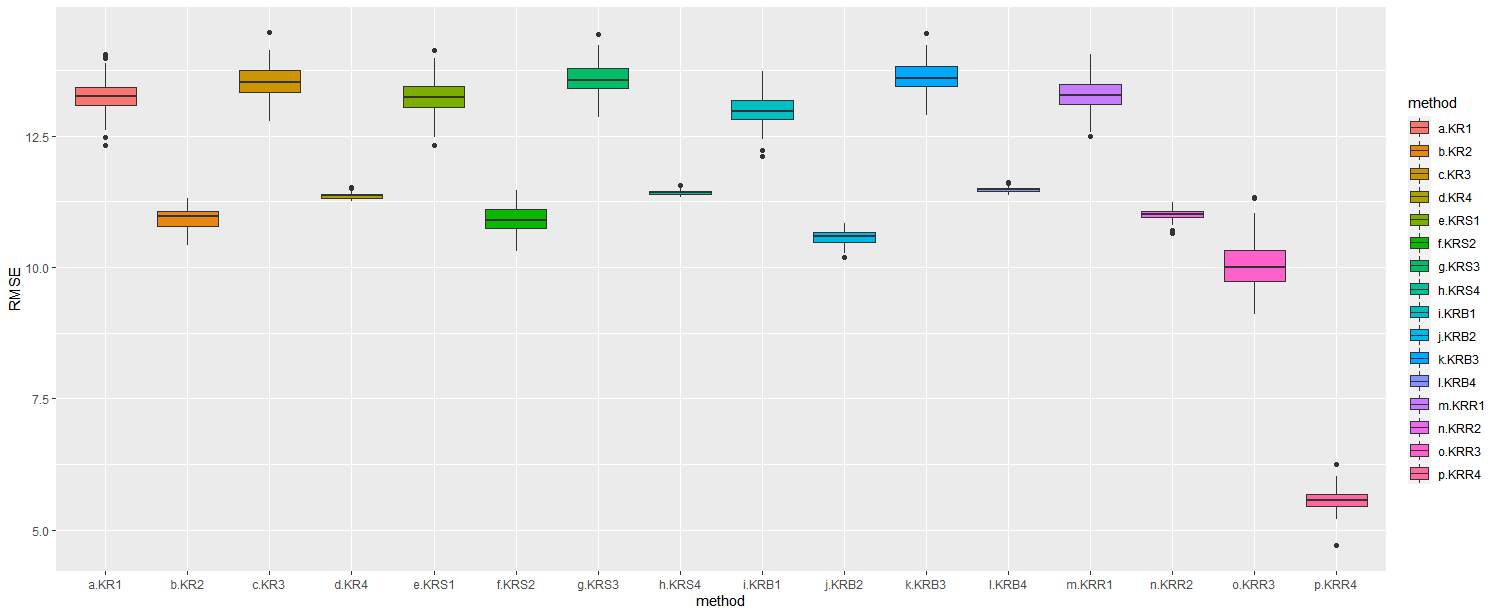 RMSE
12.5
10.0
7.5
5.0
a.KR1 b.KR2 c.KR3 d.KR4 e.KRS1 f.KRS2 g.KRS3 h.KRS4 i.KRB1 j.KRB2 k.KRB3 l.KRB4 m.KRR1 n.KRR2 o.KRR3 p.KRR4
method
method
a.KR1
b.KR2
c.KR3
d.KR4
e.KRS1
f.KRS2
g.KRS3
h.KRS4
i.KRB1
j.KRB2
k.KRB3
l.KRB4
m.KRR1
n.KRR2
o.KRR3
p.KRR4